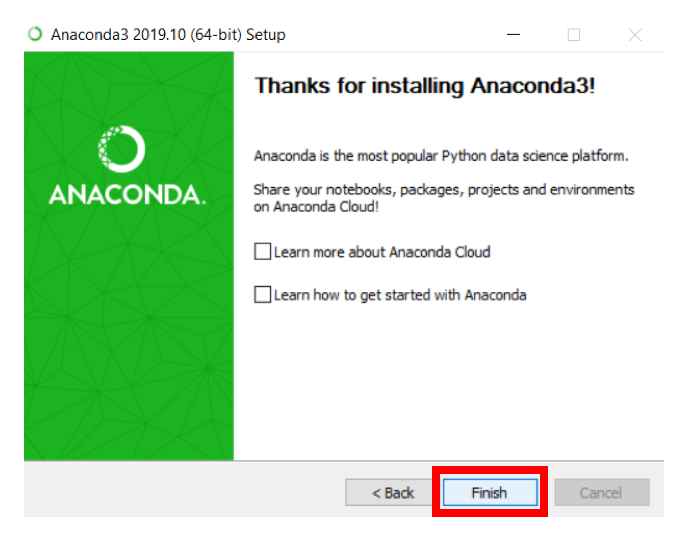 Anaconda3 2019.10 (64-bit) Setup
Thanks for installing Anaconda3!
ANACONDA.
Anaconda is the most popular Python data science platform.
Share your notebooks, packages, projects and environments
on Anaconda Cloud!
Learn more about Anaconda Cloud
Learn how to get started with Anaconda
< Back
Finish
Cancel